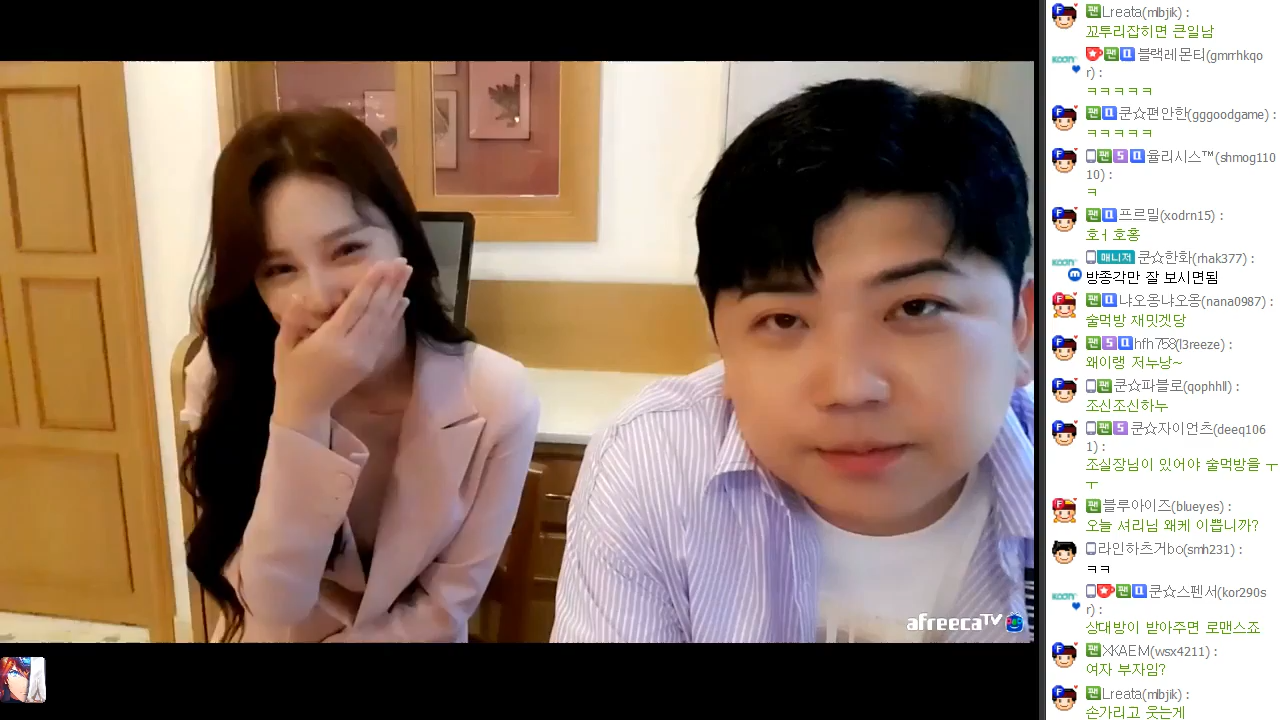 Lreata(mlbjik) :
꼬투리잡히면 큰일남
블랙레몬티(gmrrhkqo
r) :
ㅋㅋㅋㅋㅋ
쿤☆편안한(gggoodgame) :
ㅋㅋㅋㅋㅋ
율리시스™(shmog110
10) :
ㅋ
프르밀(xodrn15) :
호ㅓ호홍
매니저 쿤☆한화(rhak377) :
방종각만 잘 보시면됨
냐오옹냐오옹(nana0987) :
술먹방 재밋겟당
hfh758(l3reeze) :
왜이랭 저누낭~
쿤☆파블로(qophhll) :
조신조신하누
쿤☆자이언츠(deeq106
1) :
조실장님이 있어야 술먹방을 ㅜ
ㅜ
블루아이즈(blueyes) :
오늘 셔리님 왜케 이쁩니까?
라인하츠거bo(smh231) :
ㅋㅋ
쿤☆스펜서(kor290s
r) :
상대방이 받아주면 로맨스죠
XKAEM(wsx4211) :
여자 부자임?
Lreata(mlbjik) :
손가리고 웃는게
afreecaTV